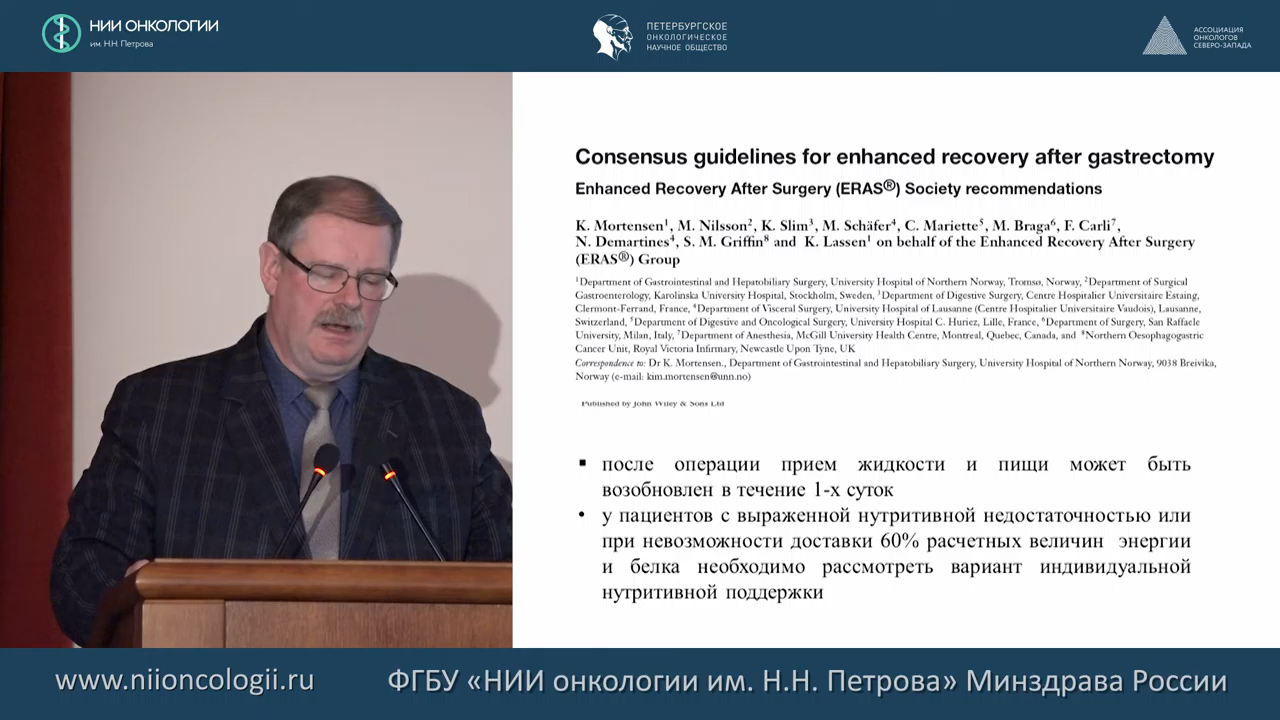 НИИ ОНКОЛОГИИ
им. Н.Н. Петрова
ПЕТЕРБУРГСКОЕ
ОНКОЛОГИЧЕСКОЕ
НАУЧНОЕ ОБЩЕСТВО
АССОЦИАЦИЯ
ОНКОЛОГОВ
СЕВЕРО-ЗАПАДА
Consensus guidelines for enhanced recovery after gastrectomy
Enhanced Recovery After Surgery (ERAS®) Society recommendations
K. Mortensen¹, M. Nilsson², K. Slim³, M. Schäfer⁴, C. Mariette⁵, M. Braga⁶, F. Carli⁷,
N. Demartines⁴, S. M. Griffin⁸ and K. Lassen¹ on behalf of the Enhanced Recovery After Surgery
(ERAS®) Group
¹Department of Gastrointestinal and Hepatobiliary Surgery, University Hospital of Northern Norway, Tromsø, Norway, ²Department of Surgical
Gastroenterology, Karolinska University Hospital, Stockholm, Sweden, ³Department of Digestive Surgery, Centre Hospitalier Universitaire Estaing,
Clermont-Ferrand, France, ⁴Department of Visceral Surgery, University Hospital of Lausanne (Centre Hospitalier Universitaire Vaudois), Lausanne,
Switzerland, ⁵Department of Digestive and Oncological Surgery, University Hospital C. Huriez, Lille, France, ⁶Department of Surgery, San Raffaele
University, Milan, Italy, ⁷Department of Anesthesia, McGill University Health Centre, Montreal, Quebec, Canada, and ⁸Northern Oesophagogastric
Cancer Unit, Royal Victoria Infirmary, Newcastle Upon Tyne, UK
Correspondence to: Dr K. Mortensen., Department of Gastrointestinal and Hepatobiliary Surgery, University Hospital of Northern Norway, 9038 Breivika,
Norway (e-mail: kim.mortensen@unn.no)
Published by John Wiley & Sons Ltd
▪ после операции прием жидкости и пищи может быть
возобновлен в течение 1-х суток
• у пациентов с выраженной нутритивной недостаточностью или
при невозможности доставки 60% расчетных величин энергии
и белка необходимо рассмотреть вариант индивидуальной
нутритивной поддержки
www.niioncologii.ru
ФГБУ «НИИ онкологии им. Н.Н. Петрова» Минздрава России